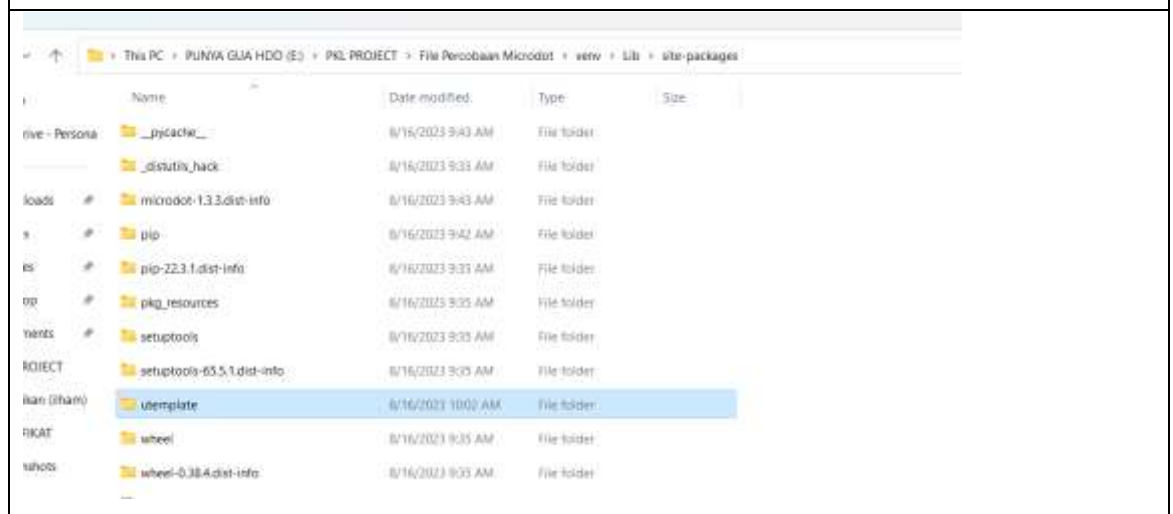 This PC › PUNYA GUA HDD (E:) › PKL PROJECT › File Percobaan Microdot › venv › Lib › site-packages
Name Date modified Type Size
rive - Persona __pycache__ 8/16/2023 9:43 AM File folder
_distutils_hack 8/16/2023 9:35 AM File folder
loads microdot-1.3.3.dist-info 8/16/2023 9:43 AM File folder
s pip 8/16/2023 9:42 AM File folder
es pip-22.3.1.dist-info 8/16/2023 9:35 AM File folder
op pkg_resources 8/16/2023 9:35 AM File folder
ments setuptools 8/16/2023 9:35 AM File folder
ROJECT setuptools-65.5.1.dist-info 8/16/2023 9:35 AM File folder
ikan (ilham) utemplate 8/16/2023 10:02 AM File folder
FIKAT wheel 8/16/2023 9:35 AM File folder
nshots wheel-0.38.4.dist-info 8/16/2023 9:35 AM File folder